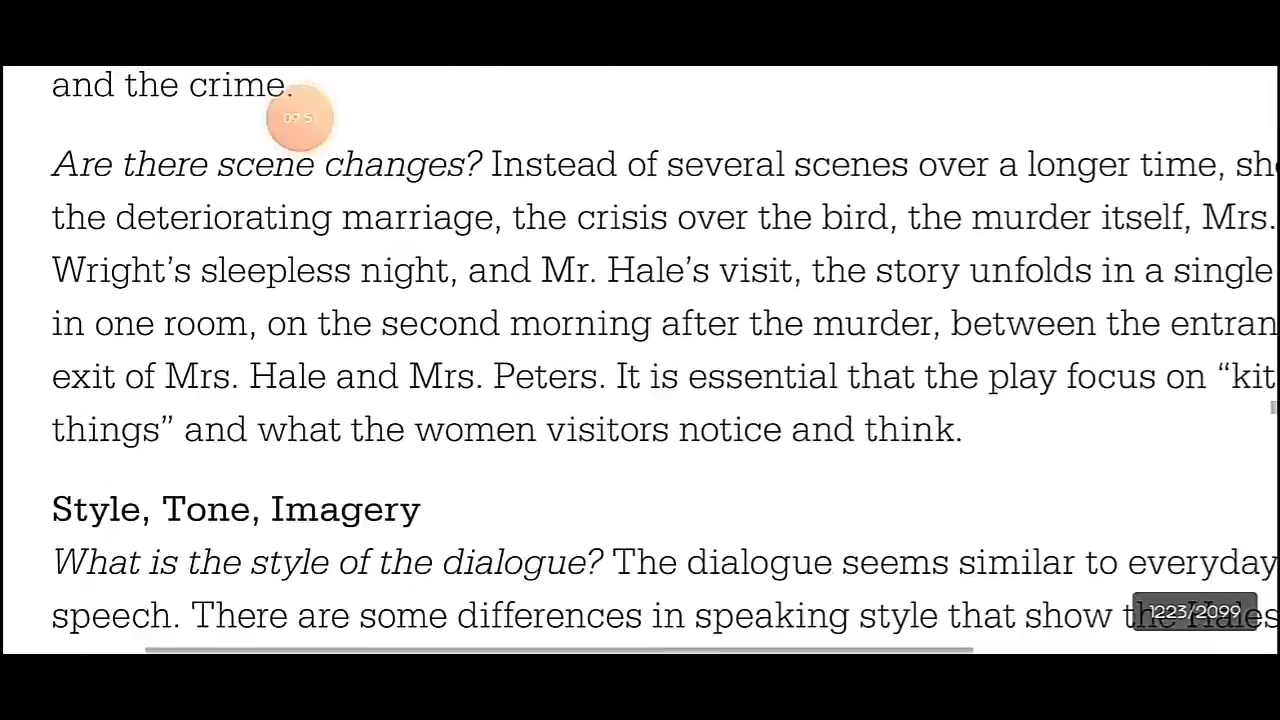 and the crime.
09:51
Are there scene changes? Instead of several scenes over a longer time,
the deteriorating marriage, the crisis over the bird, the murder itself, Mrs.
Wright’s sleepless night, and Mr. Hale’s visit, the story unfolds in a single
in one room, on the second morning after the murder, between the
exit of Mrs. Hale and Mrs. Peters. It is essential that the play focus on
things” and what the women visitors notice and think.
Style, Tone, Imagery
What is the style of the dialogue? The dialogue seems similar to everyday
speech. There are some differences in speaking style that show the Hales
1223/2099